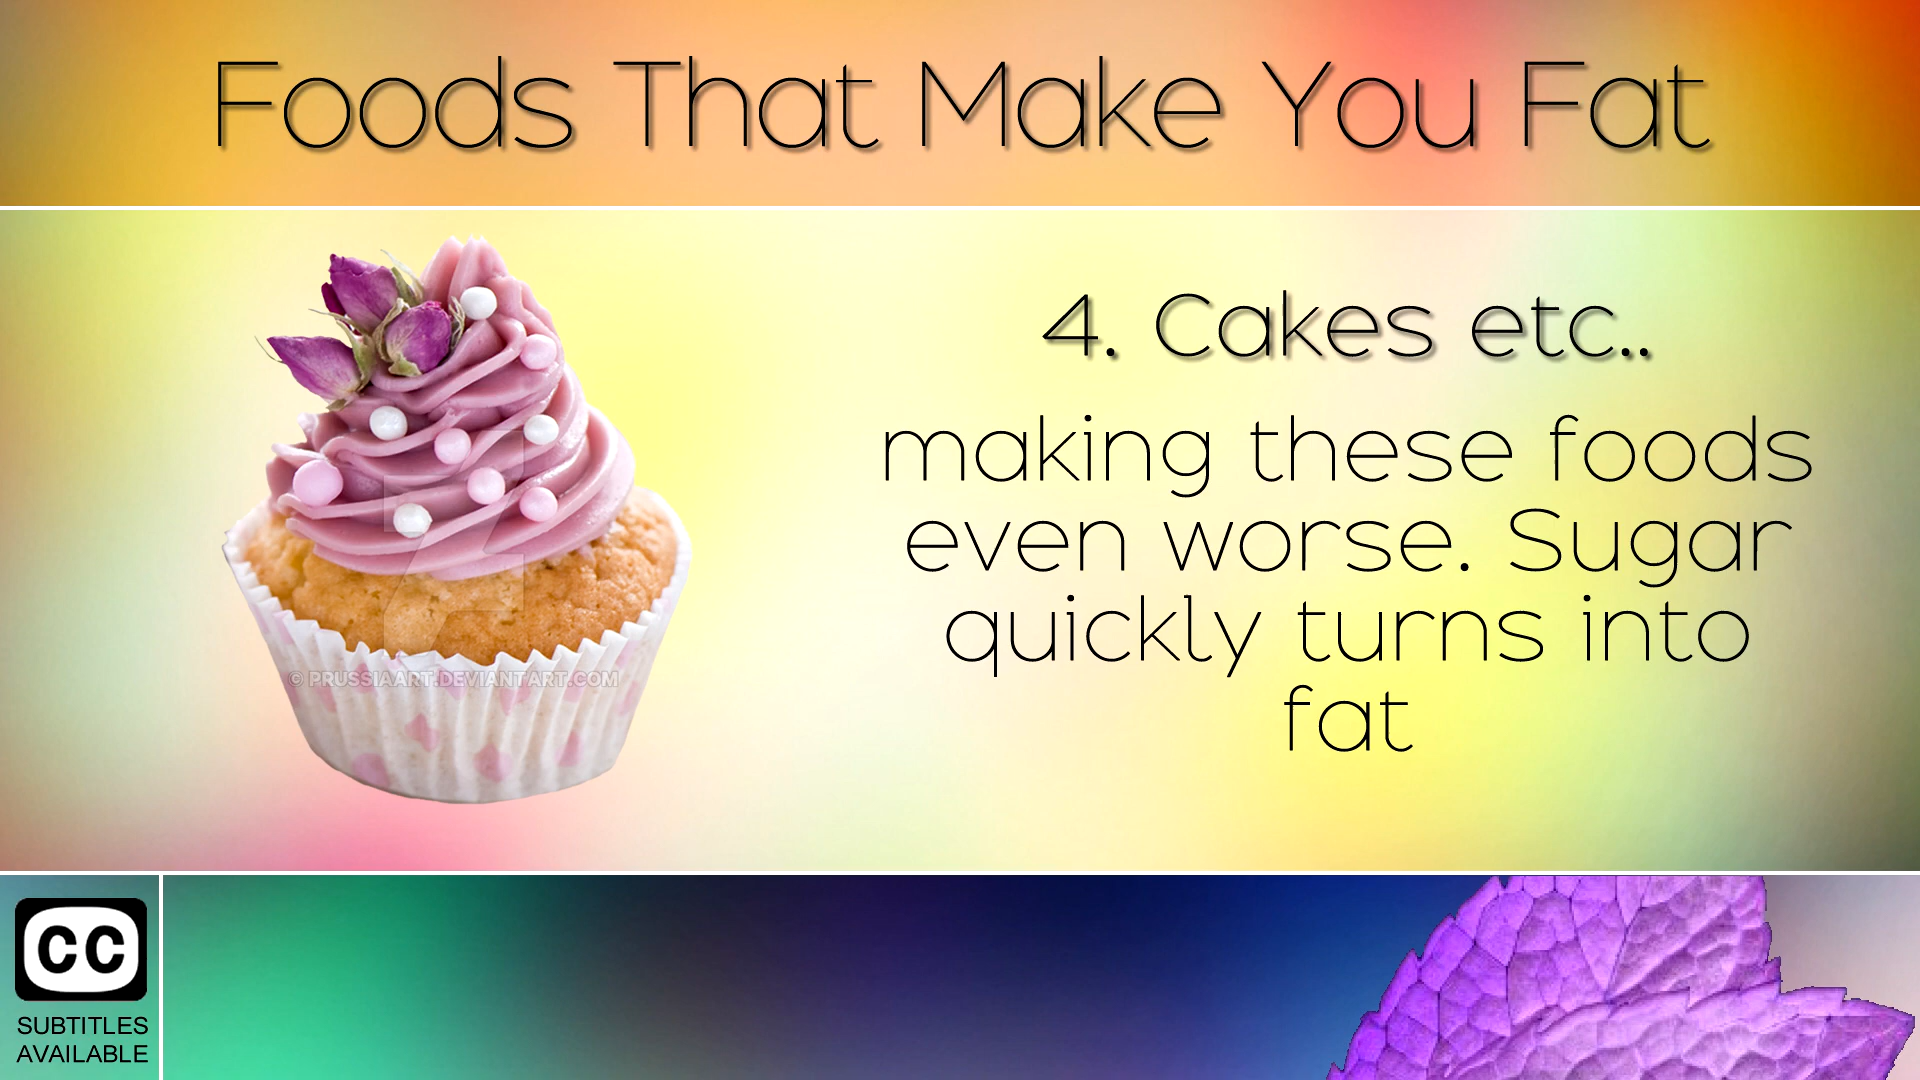 Foods That Make You Fat
4. Cakes etc..
making these foods
even worse. Sugar
quickly turns into
fat
© PRUSSIAART.DEVIANTART.COM
CC
SUBTITLES
AVAILABLE